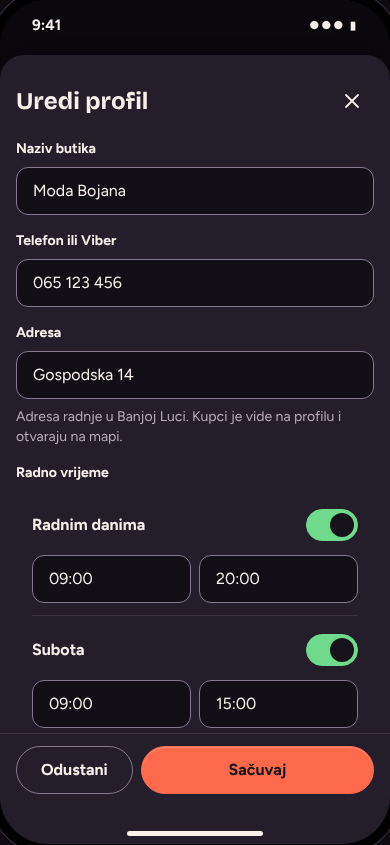 9:41
Uredi profil
Naziv butika
Moda Bojana
Telefon ili Viber
065 123 456
Adresa
Gospodska 14
Adresa radnje u Banjoj Luci. Kupci je vide na profilu i
otvaraju na mapi.
Radno vrijeme
Radnim danima
09:00 20:00
Subota
09:00 15:00
Odustani Sačuvaj